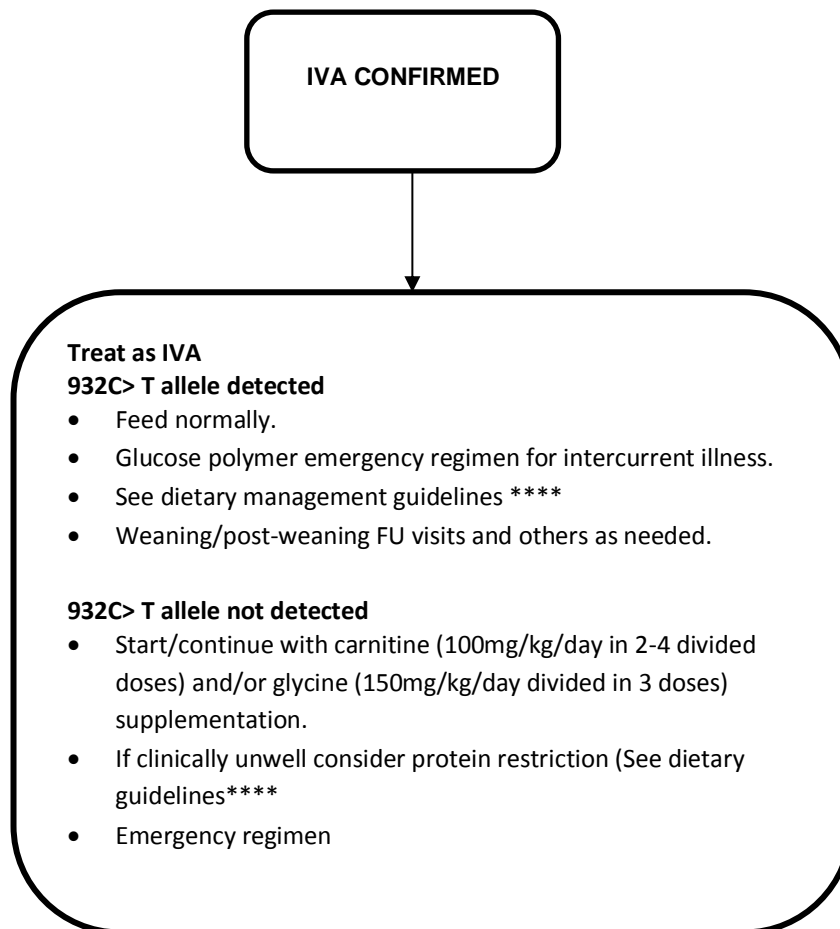 IVA CONFIRMED
Treat as IVA
932C> T allele detected
• Feed normally.
• Glucose polymer emergency regimen for intercurrent illness.
• See dietary management guidelines ****
• Weaning/post-weaning FU visits and others as needed.
932C> T allele not detected
• Start/continue with carnitine (100mg/kg/day in 2-4 divided
doses) and/or glycine (150mg/kg/day divided in 3 doses)
supplementation.
• If clinically unwell consider protein restriction (See dietary
guidelines****
• Emergency regimen